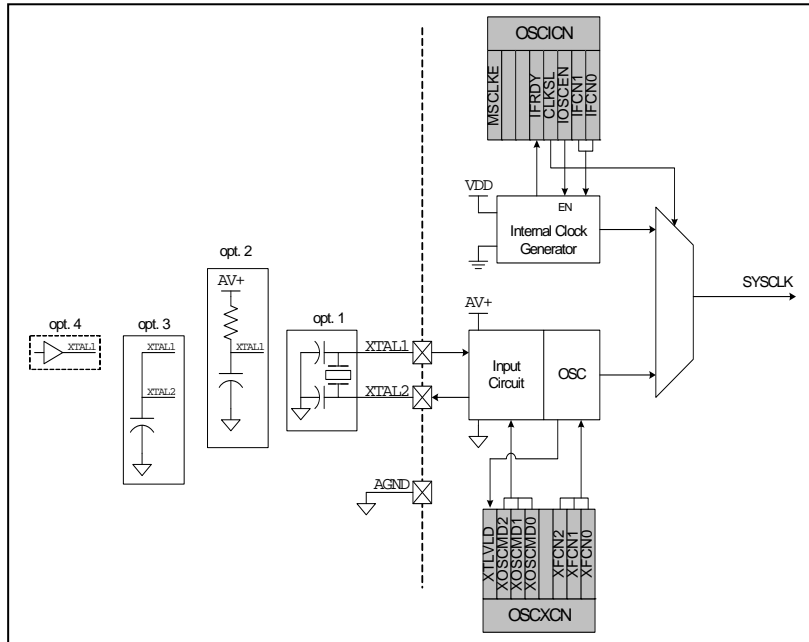 OSCICN
MSCLKE
IFRDY
CLKSL
IOSCEN
IFCN1
IFCN0
VDD
EN
Internal Clock
Generator
opt. 2
AV+
XTAL1
opt. 4
XTAL1
opt. 3
XTAL1
XTAL2
opt. 1
XTAL1
XTAL2
AV+
Input
Circuit
OSC
SYSCLK
AGND
XTLVLD
XOSCMD2
XOSCMD1
XOSCMD0
XFCN2
XFCN1
XFCN0
OSCXCN